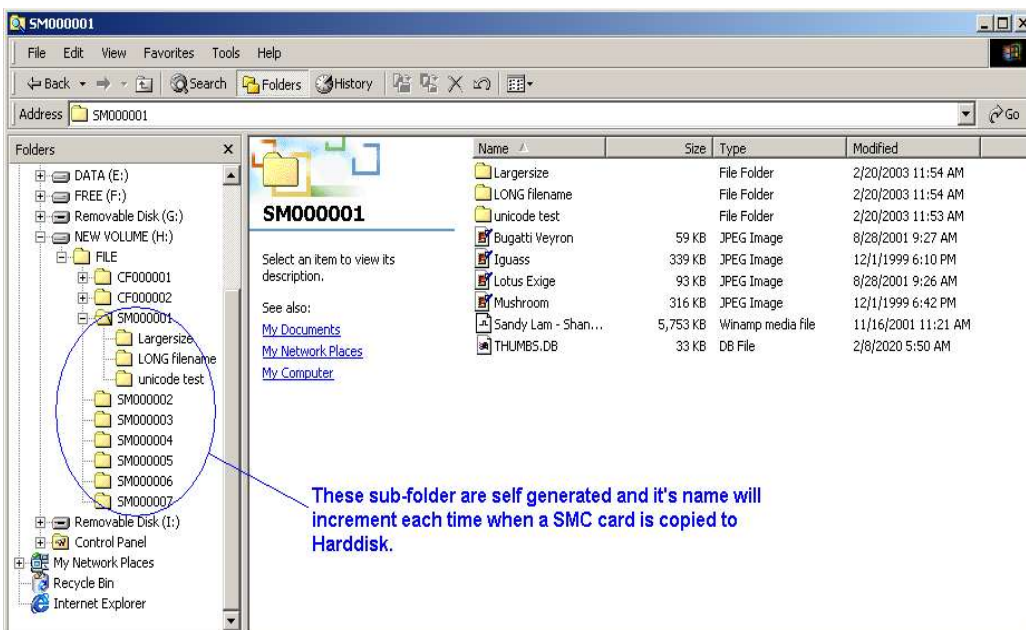 SM000001
File Edit View Favorites Tools Help
Back Search Folders History
Address SM000001 Go
Folders x
DATA (E:)
FREE (F:)
Removable Disk (G:)
NEW VOLUME (H:)
FILE
CF000001
CF000002
SM000001
Largersize
LONG filename
unicode test
SM000002
SM000003
SM000004
SM000005
SM000006
SM000007
Removable Disk (I:)
Control Panel
My Network Places
Recycle Bin
Internet Explorer
SM000001
Select an item to view its
description.
See also:
My Documents
My Network Places
My Computer
Name Size Type Modified
Largersize File Folder 2/20/2003 11:54 AM
LONG filename File Folder 2/20/2003 11:54 AM
unicode test File Folder 2/20/2003 11:53 AM
Bugatti Veyron 59 KB JPEG Image 8/28/2001 9:27 AM
Iguass 339 KB JPEG Image 12/1/1999 6:10 PM
Lotus Exige 93 KB JPEG Image 8/28/2001 9:26 AM
Mushroom 316 KB JPEG Image 12/1/1999 6:42 PM
Sandy Lam - Shan... 5,753 KB Winamp media file 11/16/2001 11:21 AM
THUMBS.DB 33 KB DB File 2/8/2020 5:50 AM
These sub-folder are self generated and it's name will
increment each time when a SMC card is copied to
Harddisk.